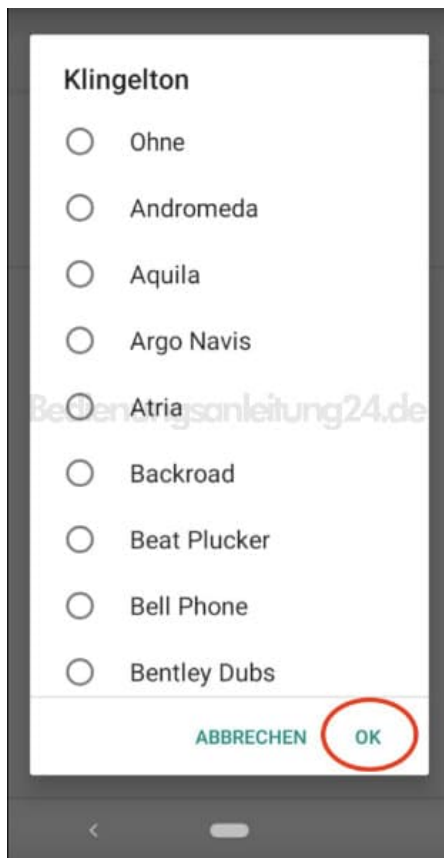 Klingelton
Ohne
Andromeda
Aquila
Argo Navis
Atria
Bedienungsanleitung24.de
Backroad
Beat Plucker
Bell Phone
Bentley Dubs
ABBRECHEN OK